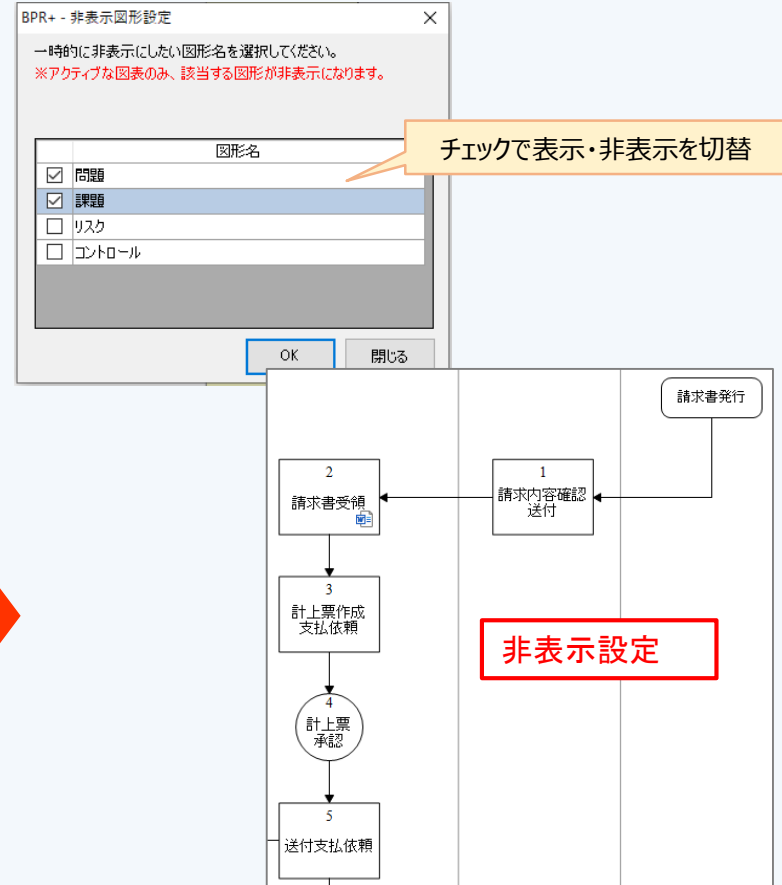 BPR+ - 非表示図形設定
一時的に非表示にしたい図形名を選択してください。
※アクティブな図表のみ、該当する図形が非表示になります。
図形名
チェックで表示・非表示を切替
問題
課題
リスク
コントロール
OK
閉じる
請求書発行
2
請求書受領
1
請求内容確認
送付
3
計上票作成
支払依頼
非表示設定
4
計上票
承認
5
送付支払依頼